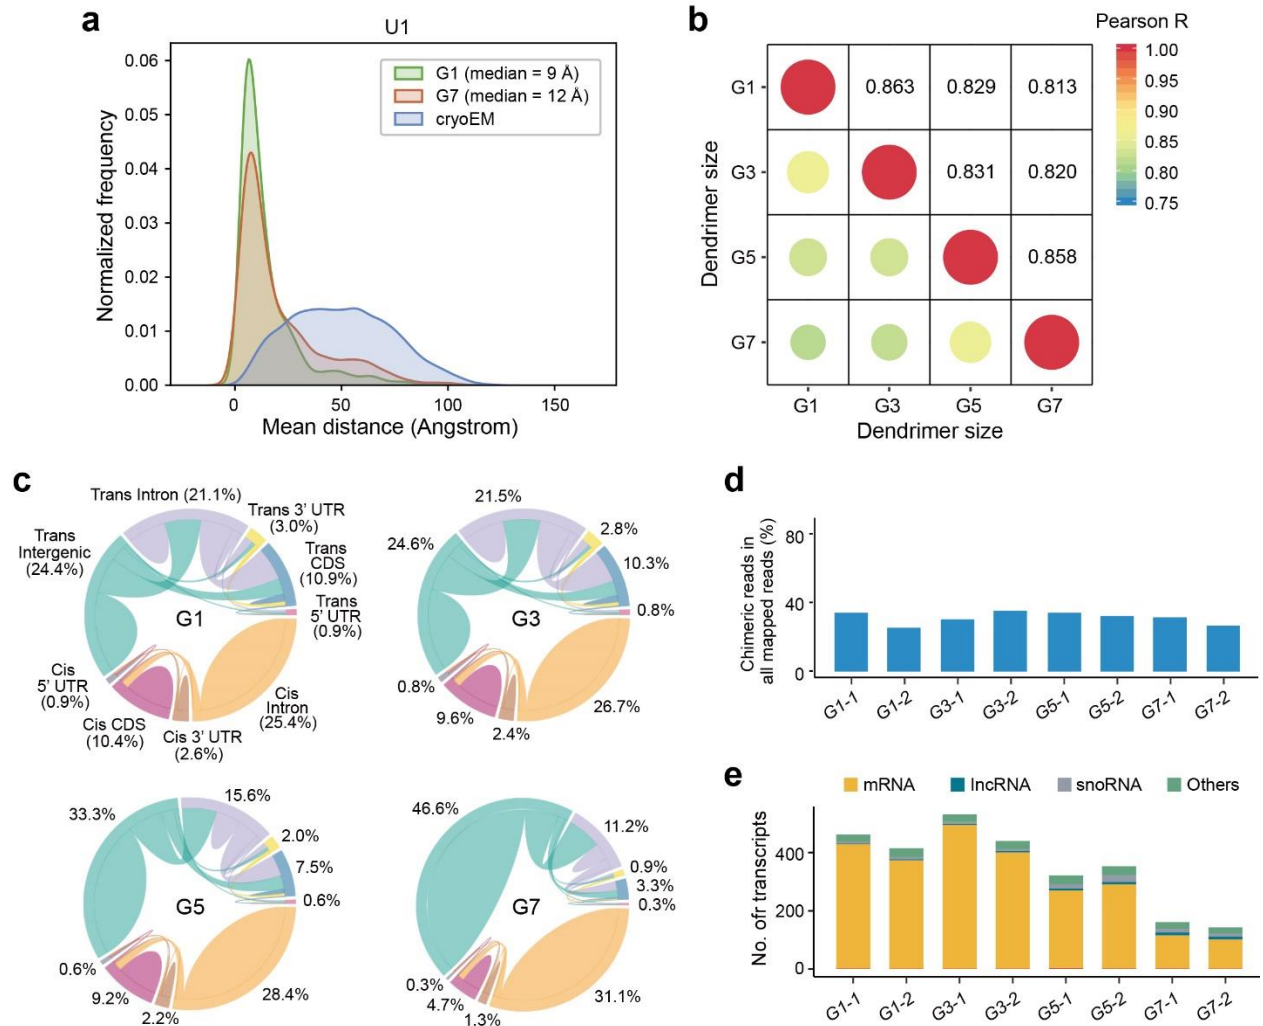 a
U1
0.06
0.05
0.04
0.03
0.02
0.01
0.00
Normalized frequency
G1 (median = 9 Å)
G7 (median = 12 Å)
cryoEM
0
50
100
150
Mean distance (Angstrom)
b
Pearson R
1.00
0.95
0.90
0.85
0.80
0.75
Dendrimer size
G1
0.863
0.829
0.813
G3
0.831
0.820
G5
0.858
G7
G1
G3
G5
G7
Dendrimer size
c
Trans Intron (21.1%)
Trans 3’ UTR
(3.0%)
Trans
Intergenic
(24.4%)
Trans
CDS
(10.9%)
Trans
5’ UTR
(0.9%)
G1
Cis
5’ UTR
(0.9%)
Cis CDS
(10.4%)
Cis 3’ UTR
(2.6%)
Cis
Intron
(25.4%)
21.5%
2.8%
24.6%
10.3%
0.8%
G3
0.8%
9.6%
2.4%
26.7%
15.6%
33.3%
2.0%
7.5%
0.6%
G5
0.6%
9.2%
2.2%
28.4%
46.6%
11.2%
0.9%
3.3%
0.3%
G7
0.3%
4.7%
1.3%
31.1%
d
Chimeric reads in
all mapped reads (%)
80
40
0
G1-1
G1-2
G3-1
G3-2
G5-1
G5-2
G7-1
G7-2
e
mRNA
lncRNA
snoRNA
Others
No. ofr transcripts
400
200
0
G1-1
G1-2
G3-1
G3-2
G5-1
G5-2
G7-1
G7-2